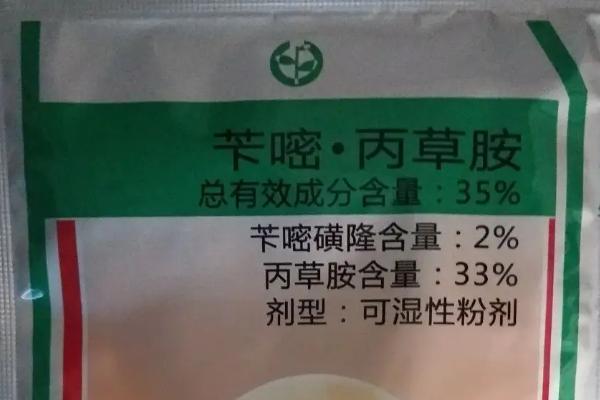 苄嘧·丙草胺
总有效成分含量：35%
苄嘧磺隆含量：2%
丙草胺含量：33%
剂型：可湿性粉剂